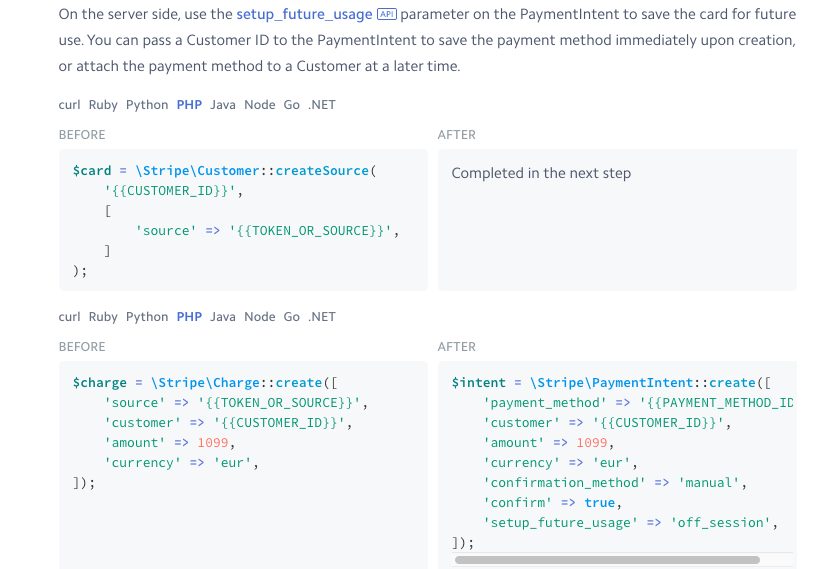 On the server side, use the setup_future_usage API parameter on the PaymentIntent to save the card for future
use. You can pass a Customer ID to the PaymentIntent to save the payment method immediately upon creation,
or attach the payment method to a Customer at a later time.
curl Ruby Python PHP Java Node Go .NET
BEFORE
$card = \Stripe\Customer::createSource(
    '{{CUSTOMER_ID}}',
    [
        'source' => '{{TOKEN_OR_SOURCE}}',
    ]
);
AFTER
Completed in the next step
curl Ruby Python PHP Java Node Go .NET
BEFORE
$charge = \Stripe\Charge::create([
    'source' => '{{TOKEN_OR_SOURCE}}',
    'customer' => '{{CUSTOMER_ID}}',
    'amount' => 1099,
    'currency' => 'eur',
]);
AFTER
$intent = \Stripe\PaymentIntent::create([
    'payment_method' => '{{PAYMENT_METHOD_ID
    'customer' => '{{CUSTOMER_ID}}',
    'amount' => 1099,
    'currency' => 'eur',
    'confirmation_method' => 'manual',
    'confirm' => true,
    'setup_future_usage' => 'off_session',
]);